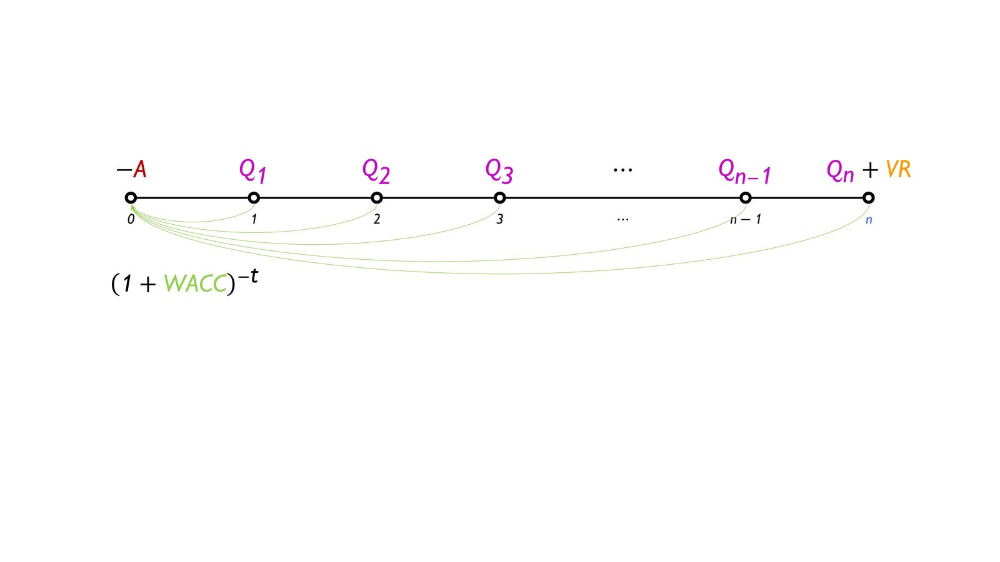 −A Q1 Q2 Q3 ... Qn−1 Qn + VR
0 1 2 3 ... n − 1 n
(1 + WACC)−t